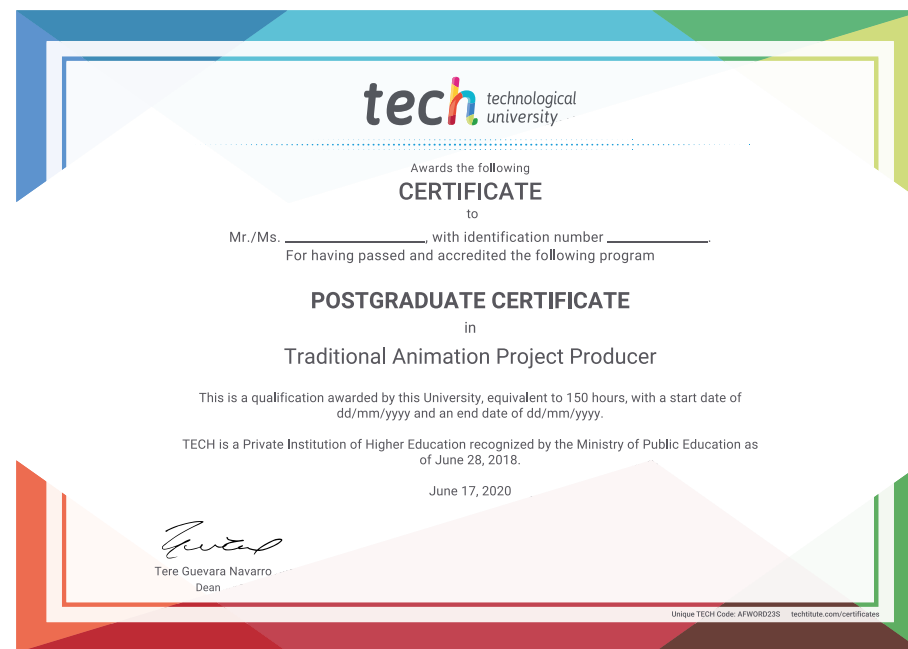 tech technological
university
Awards the following
CERTIFICATE
to
Mr./Ms. ____________________, with identification number ______________.
For having passed and accredited the following program
POSTGRADUATE CERTIFICATE
in
Traditional Animation Project Producer
This is a qualification awarded by this University, equivalent to 150 hours, with a start date of
dd/mm/yyyy and an end date of dd/mm/yyyy.
TECH is a Private Institution of Higher Education recognized by the Ministry of Public Education as
of June 28, 2018.
June 17, 2020
Tere Guevara Navarro
Dean
Unique TECH Code: AFWORD23S techtitute.com/certificates